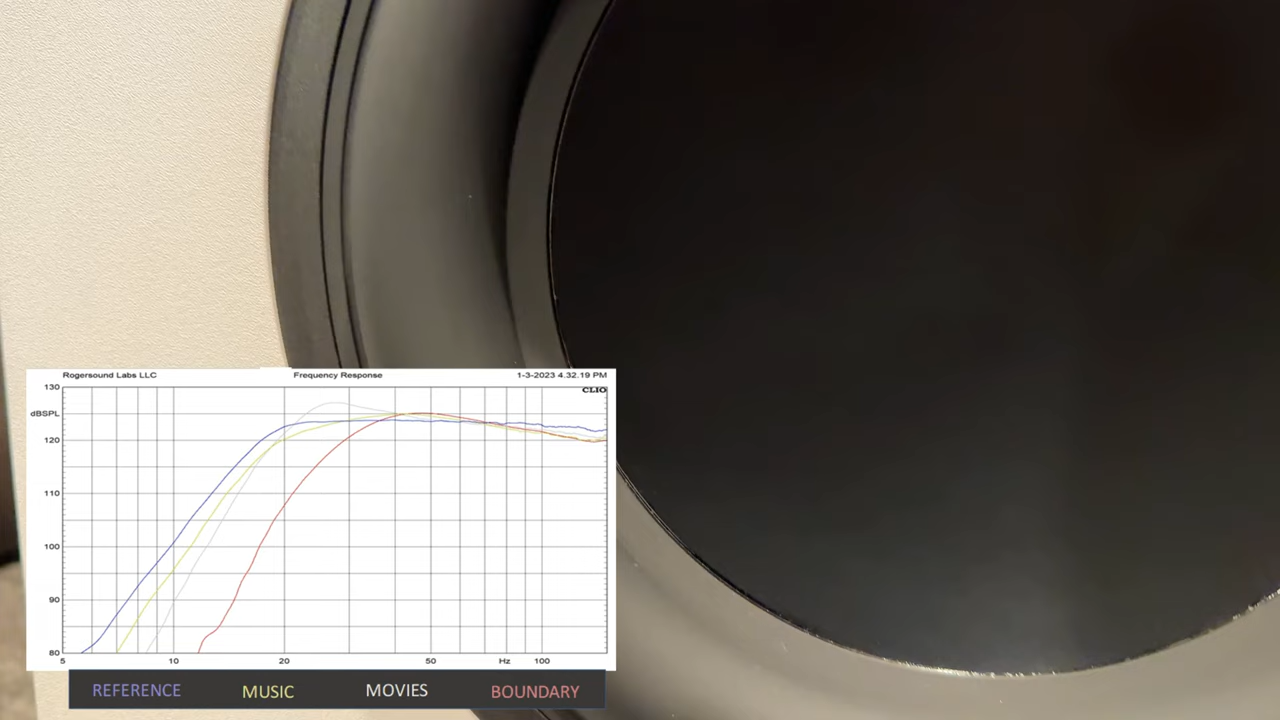 Rogersound Labs LLC Frequency Response 1-3-2023 4.32.19 PM
CLIO
130
dBSPL
120
110
100
90
80
5 10 20 50 Hz 100
REFERENCE MUSIC MOVIES BOUNDARY